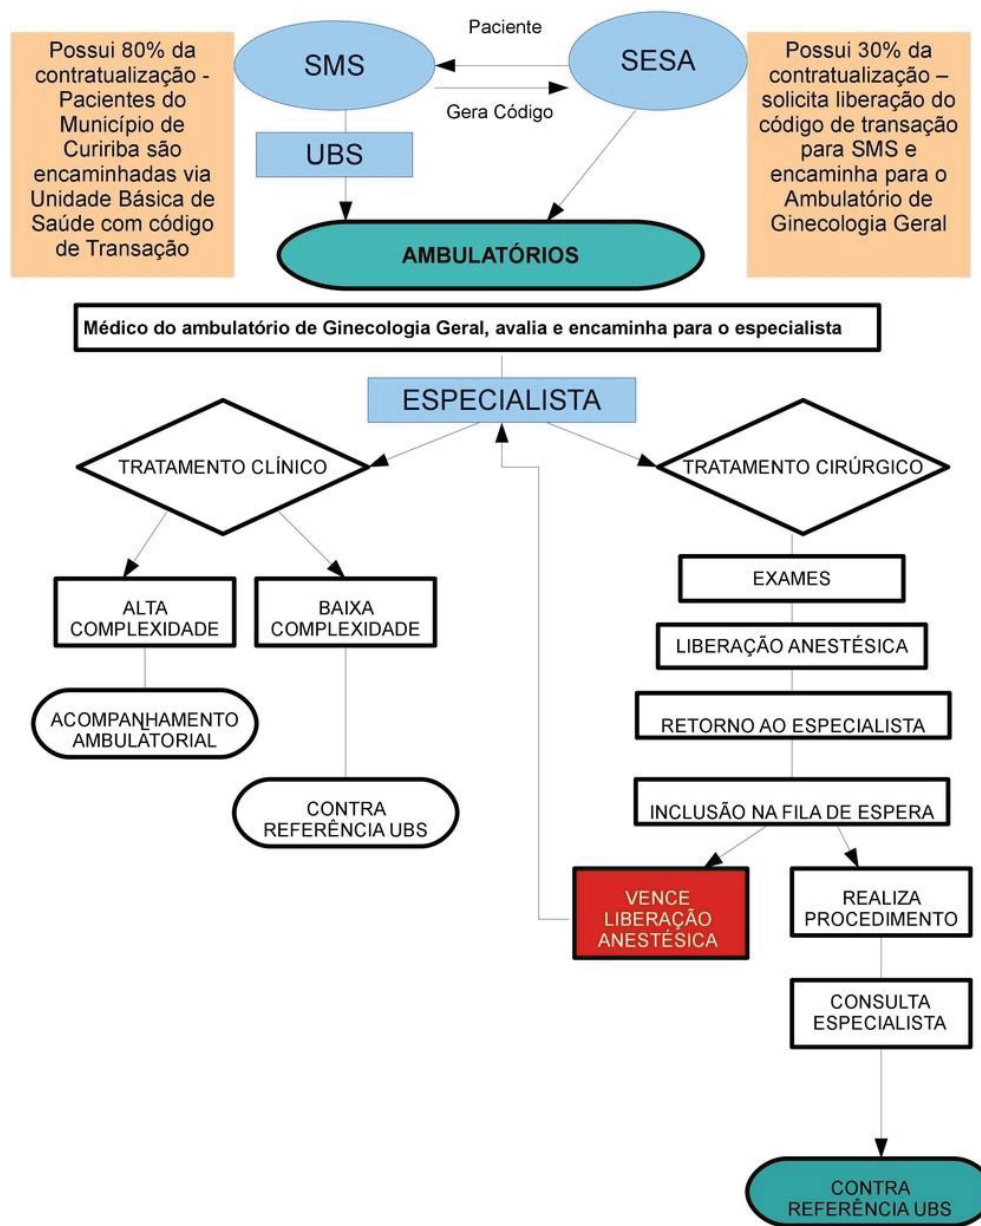 Possui 80% da
contratualização -
Pacientes do
Município de
Cuririba são
encaminhadas via
Unidade Básica de
Saúde com código
de Transação
Paciente
SMS
SESA
Gera Código
UBS
Possui 30% da
contratualização –
solicita liberação do
código de transação
para SMS e
encaminha para o
Ambulatório de
Ginecologia Geral
AMBULATÓRIOS
Médico do ambulatório de Ginecologia Geral, avalia e encaminha para o especialista
ESPECIALISTA
TRATAMENTO CLÍNICO
TRATAMENTO CIRÚRGICO
ALTA
COMPLEXIDADE
BAIXA
COMPLEXIDADE
ACOMPANHAMENTO
AMBULATORIAL
CONTRA
REFERÊNCIA UBS
EXAMES
LIBERAÇÃO ANESTÉSICA
RETORNO AO ESPECIALISTA
INCLUSÃO NA FILA DE ESPERA
VENCE
LIBERAÇÃO
ANESTÉSICA
REALIZA
PROCEDIMENTO
CONSULTA
ESPECIALISTA
CONTRA
REFERÊNCIA UBS